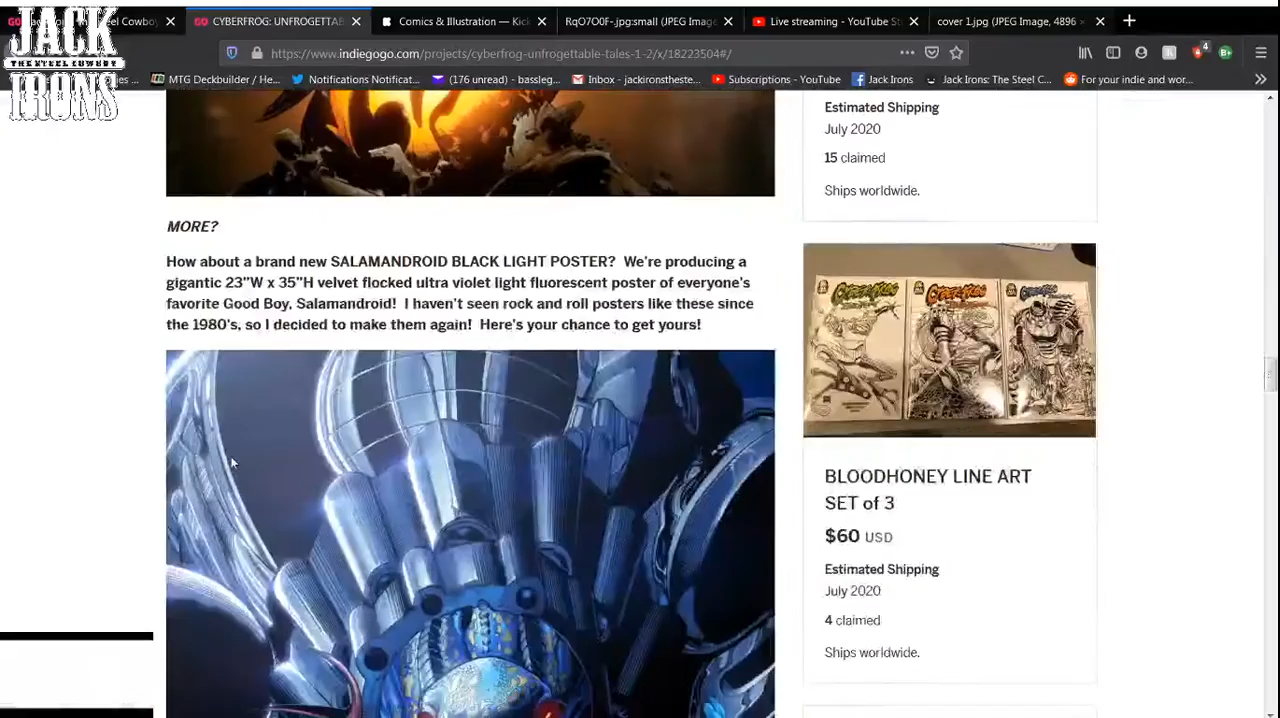 JACK
THE STEEL COWBOY
IRONS
eel Cowboy
CYBERFROG: UNFROGETTAB
Comics & Illustration — Kick
RqO7O0F-.jpg:small (JPEG Imag
Live streaming - YouTube St
cover 1.jpg (JPEG Image, 4896 ×
https://www.indiegogo.com/projects/cyberfrog-unfrogettable-tales-1-2/x/18223504#/
4
MTG Deckbuilder / He...
Notifications Notificat...
(176 unread) - bassleg...
Inbox - jackironsthe...
Subscriptions - YouTube
Jack Irons
Jack Irons: The Steel C...
For your indie and wor...
MORE?
How about a brand new SALAMANDROID BLACK LIGHT POSTER? We're producing a
gigantic 23”W x 35”H velvet flocked ultra violet light fluorescent poster of everyone's
favorite Good Boy, Salamandroid! I haven't seen rock and roll posters like these since
the 1980's, so I decided to make them again! Here's your chance to get yours!
Estimated Shipping
July 2020
15 claimed
Ships worldwide.
CYBERFROG
CYBERFROG
CYBERFROG
BLOODHONEY LINE ART
SET of 3
$60 USD
Estimated Shipping
July 2020
4 claimed
Ships worldwide.